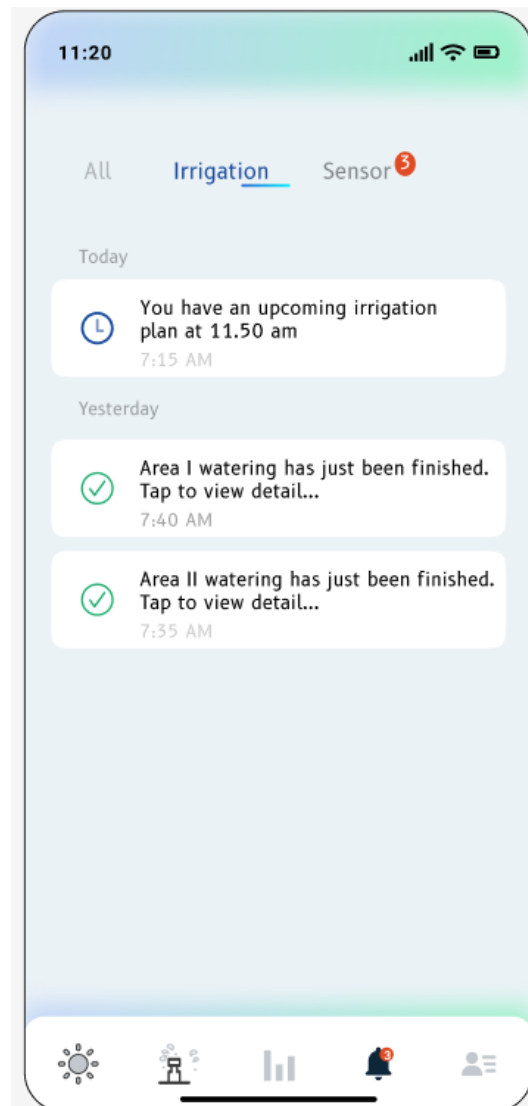 11:20
All Irrigation Sensor 3
Today
You have an upcoming irrigation
plan at 11.50 am
7:15 AM
Yesterday
Area I watering has just been finished.
Tap to view detail...
7:40 AM
Area II watering has just been finished.
Tap to view detail...
7:35 AM
3